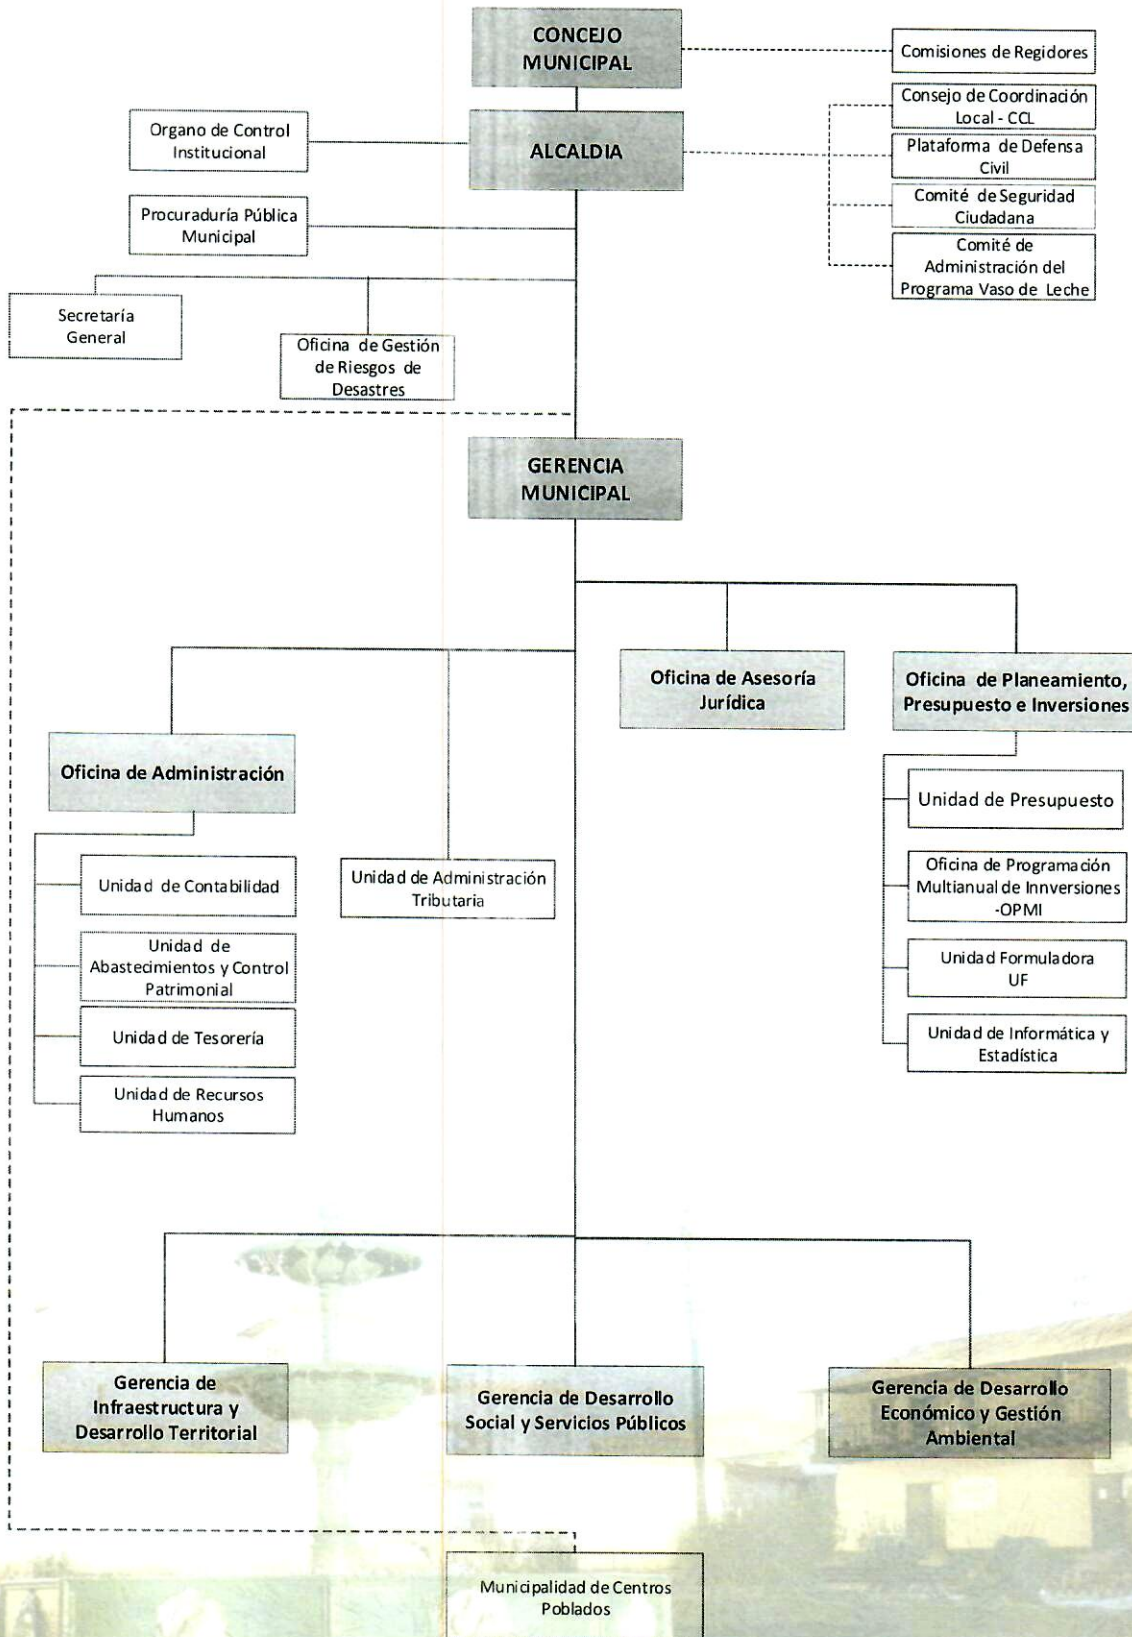 CONCEJO
MUNICIPAL
Comisiones de Regidores
Consejo de Coordinación
Local - CCL
Organo de Control
Institucional
ALCALDIA
Plataforma de Defensa
Civil
Comité de Seguridad
Ciudadana
Procuraduría Pública
Municipal
Comité de
Administración del
Programa Vaso de Leche
Secretaría
General
Oficina de Gestión
de Riesgos de
Desastres
GERENCIA
MUNICIPAL
Oficina de Asesoría
Jurídica
Oficina de Planeamiento,
Presupuesto e Inversiones
Oficina de Administración
Unidad de Presupuesto
Unidad de Contabilidad
Unidad de Administración
Tributaria
Oficina de Programación
Multianual de Innversiones
-OPMI
Unidad de
Abastecimientos y Control
Patrimonial
Unidad Formuladora
UF
Unidad de Tesorería
Unidad de Informática y
Estadística
Unidad de Recursos
Humanos
Gerencia de
Infraestructura y
Desarrollo Territorial
Gerencia de Desarrollo
Social y Servicios Públicos
Gerencia de Desarrollo
Económico y Gestión
Ambiental
Municipalidad de Centros
Poblados